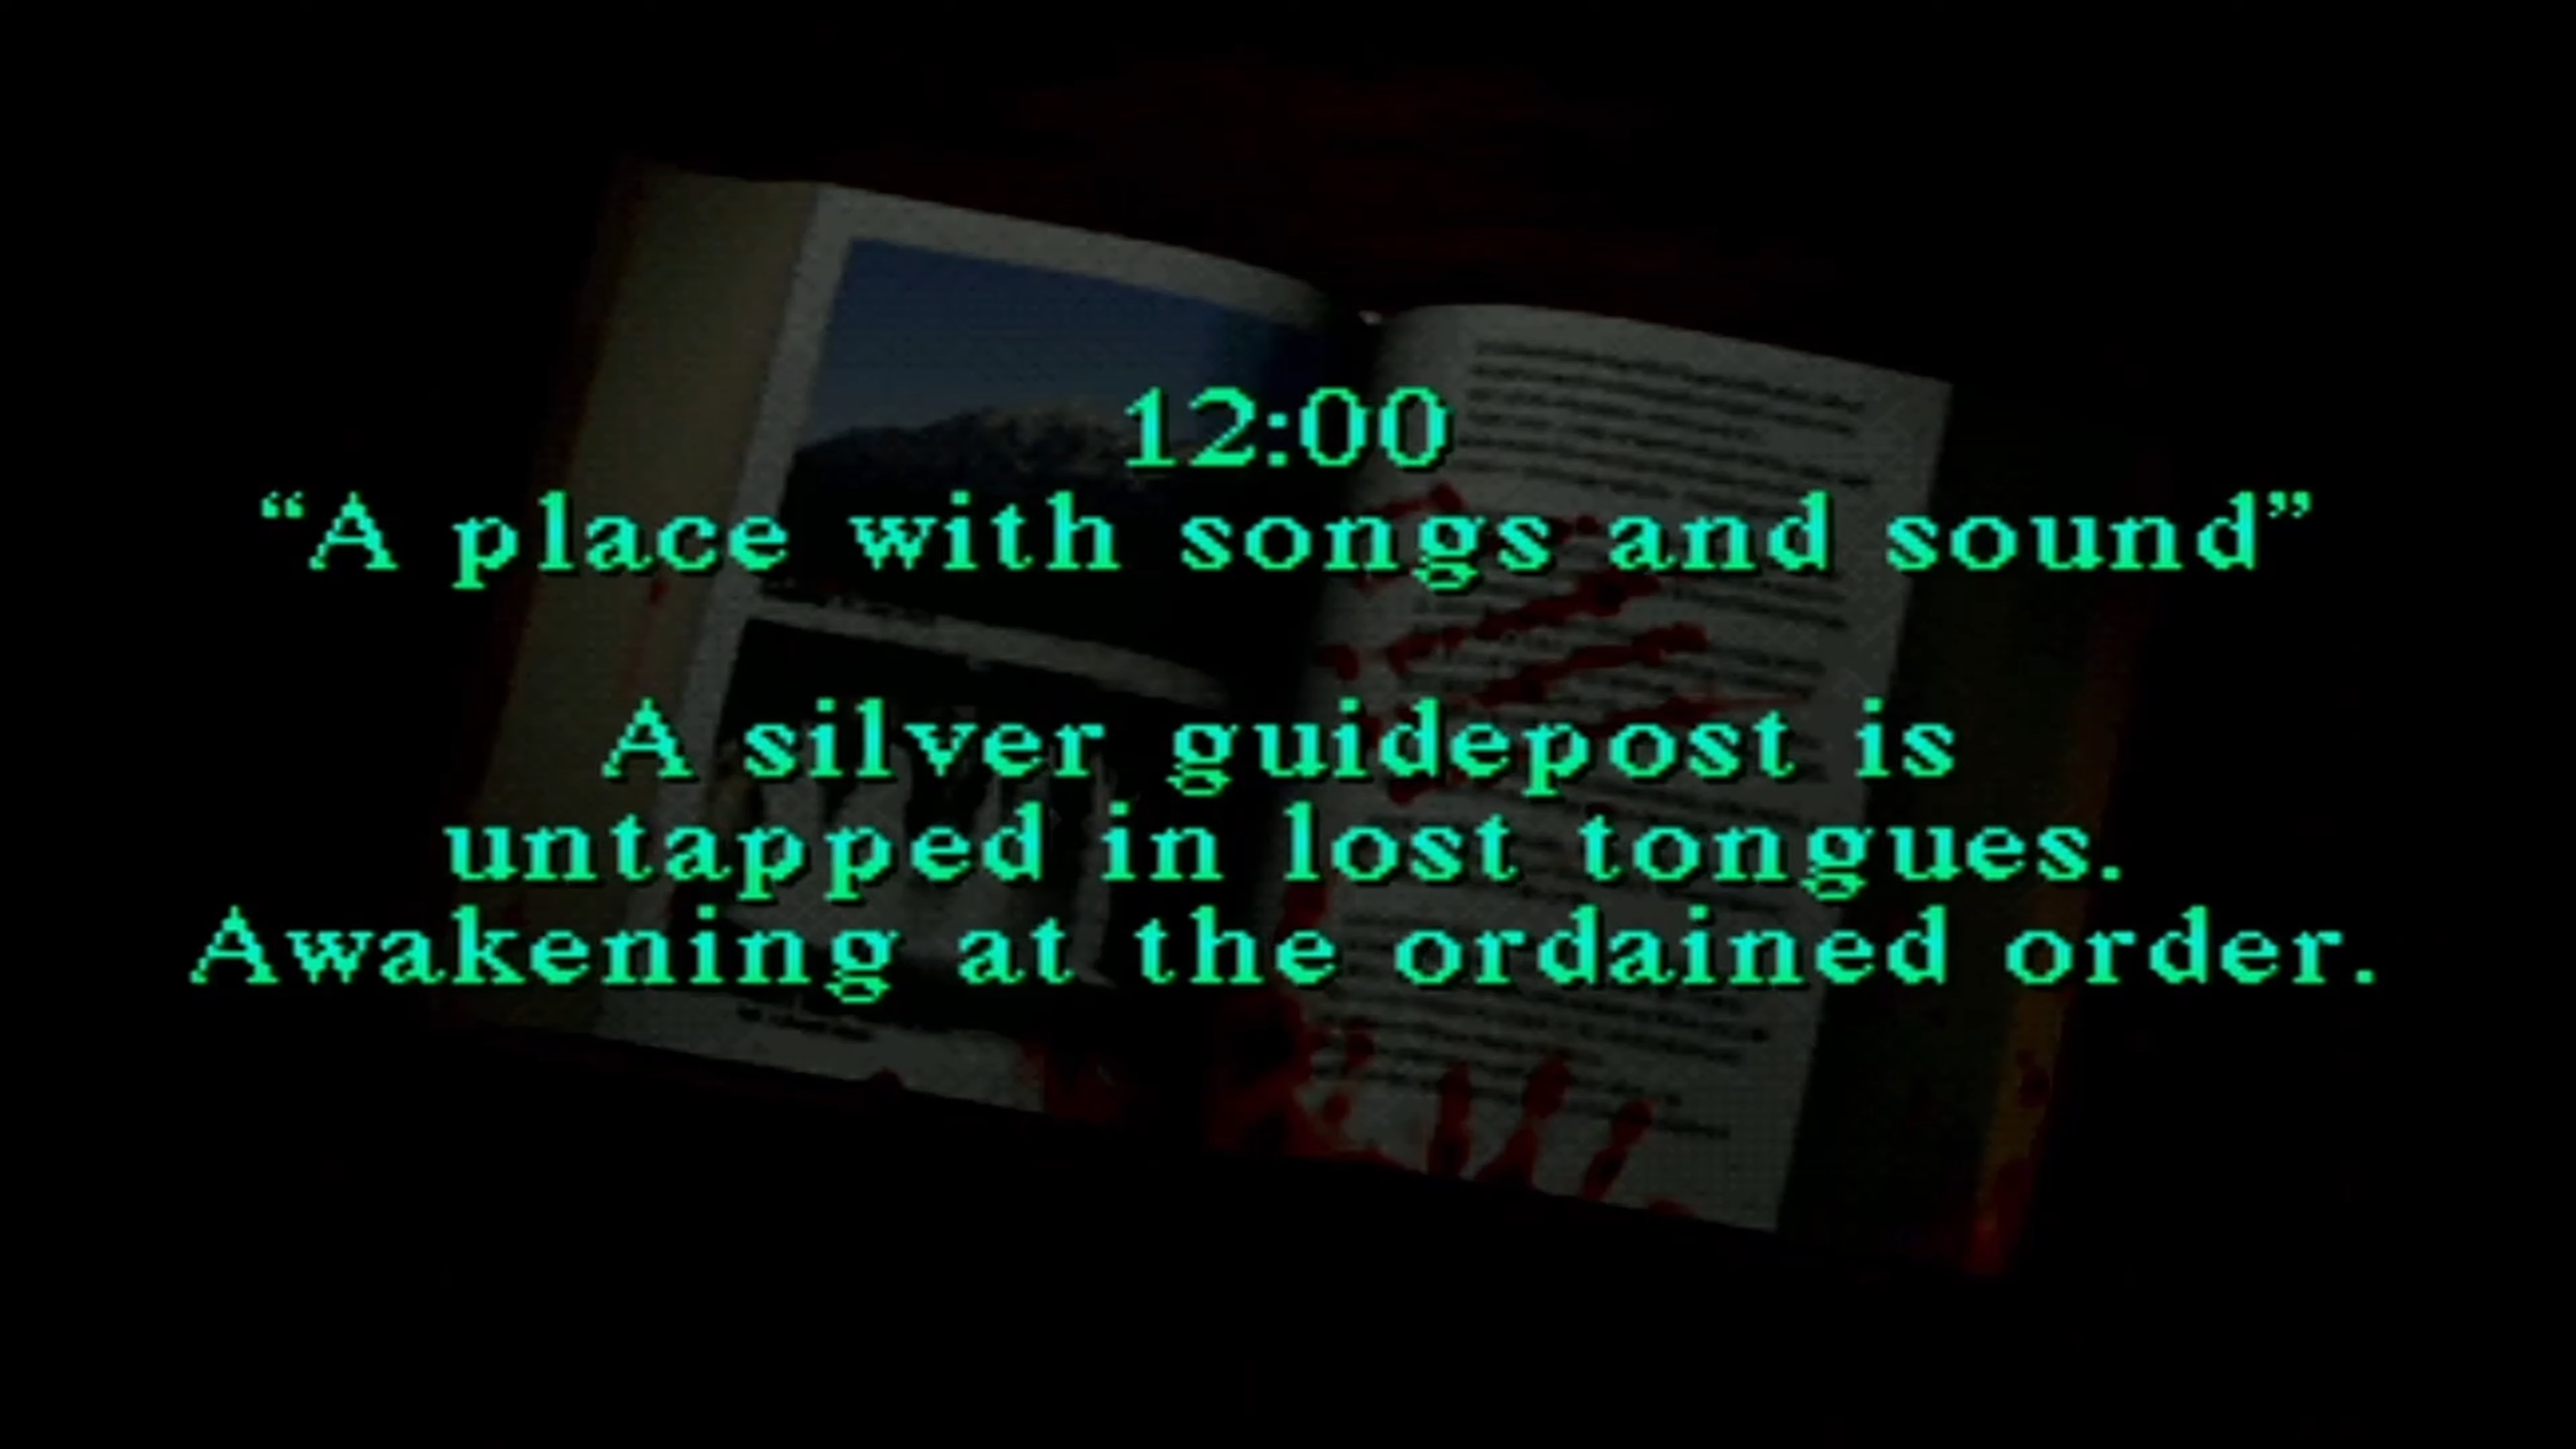 12:00
“A place with songs and sound”
A silver guidepost is
untapped in lost tongues.
Awakening at the ordained order.